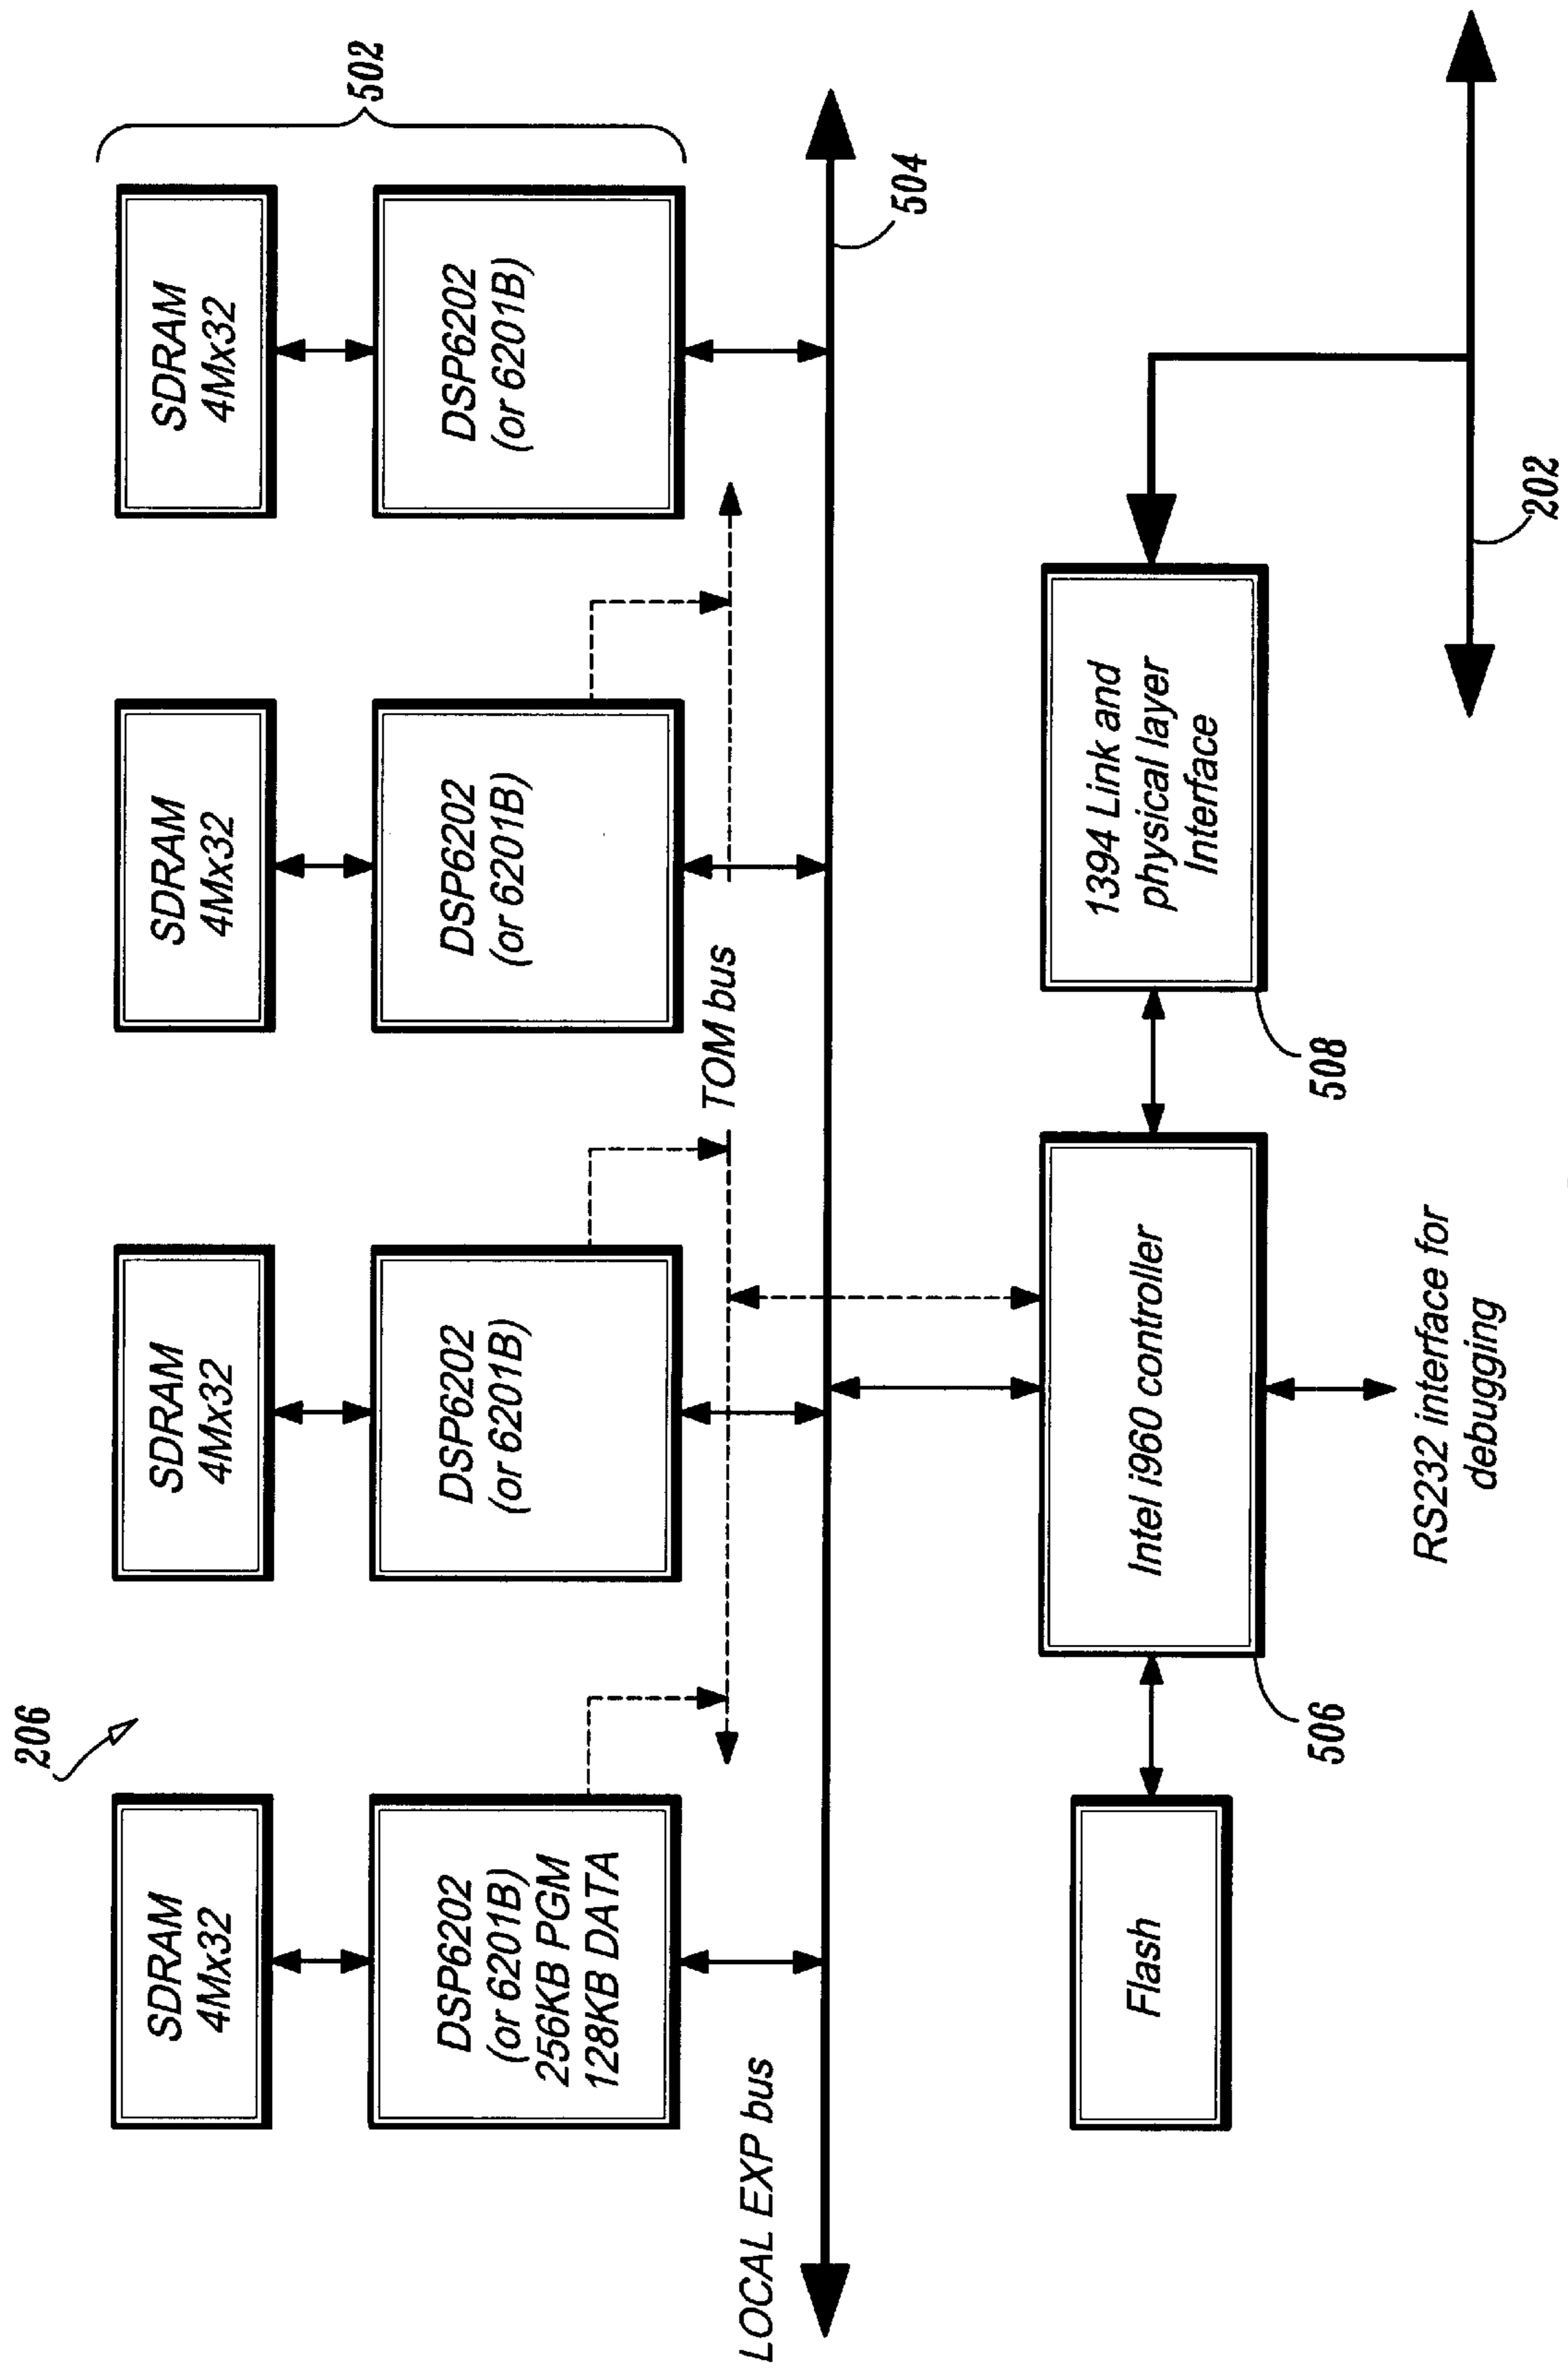 206
502
SDRAM
4Mx32
SDRAM
4Mx32
SDRAM
4Mx32
SDRAM
4Mx32
DSP6202
(or 6201B)
256KB PGM
128KB DATA
DSP6202
(or 6201B)
DSP6202
(or 6201B)
DSP6202
(or 6201B)
TOM bus
LOCAL EXP bus
504
Flash
Intel i960 controller
1394 Link and
physical layer
Interface
506
508
RS232 interface for
debugging
202